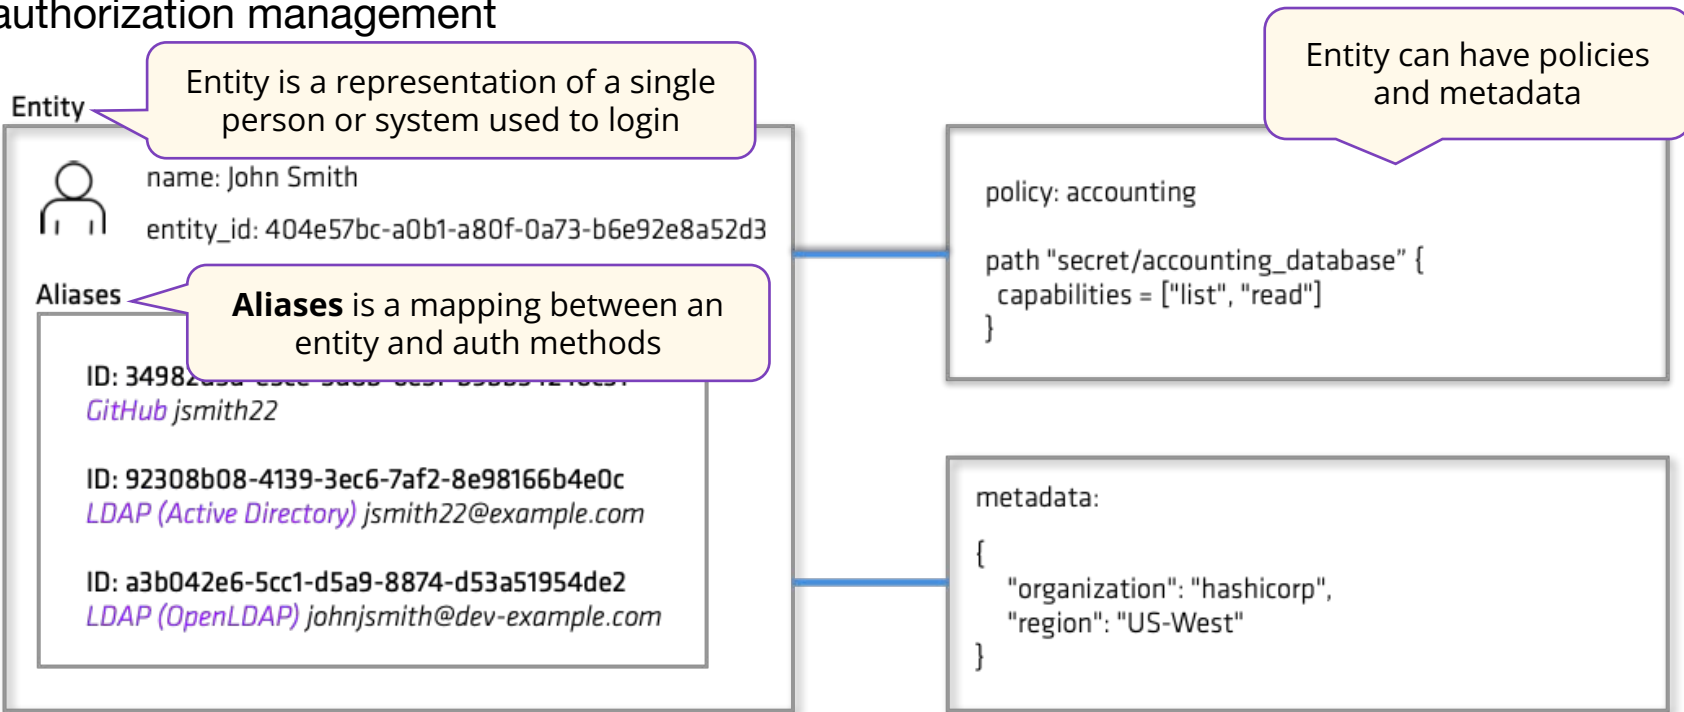 authorization management
Entity is a representation of a single
person or system used to login
Entity
name: John Smith
entity_id: 404e57bc-a0b1-a80f-0a73-b6e92e8a52d3
Aliases
Aliases is a mapping between an
entity and auth methods
ID:
GitHub jsmith22
ID: 92308b08-4139-3ec6-7af2-8e98166b4e0c
LDAP (Active Directory) jsmith22@example.com
ID: a3b042e6-5cc1-d5a9-8874-d53a51954de2
LDAP (OpenLDAP) johnjsmith@dev-example.com
Entity can have policies
and metadata
policy: accounting
path "secret/accounting_database" {
capabilities = ["list", "read"]
}
metadata:
{
"organization": "hashicorp",
"region": "US-West"
}